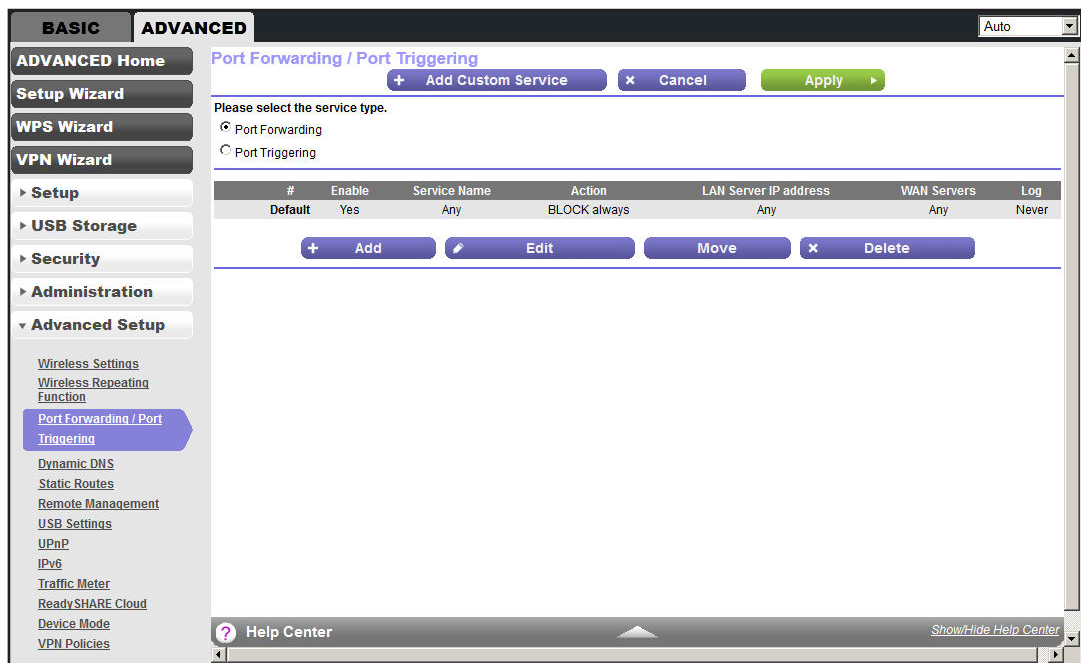 BASIC ADVANCED Auto
ADVANCED Home
Setup Wizard
WPS Wizard
VPN Wizard
Setup
USB Storage
Security
Administration
Advanced Setup
Wireless Settings
Wireless Repeating
Function
Port Forwarding / Port
Triggering
Dynamic DNS
Static Routes
Remote Management
USB Settings
UPnP
IPv6
Traffic Meter
ReadySHARE Cloud
Device Mode
VPN Policies
Port Forwarding / Port Triggering
+ Add Custom Service × Cancel Apply
Please select the service type.
Port Forwarding
Port Triggering
# Enable Service Name Action LAN Server IP address WAN Servers Log
Default Yes Any BLOCK always Any Any Never
+ Add Edit Move × Delete
? Help Center Show/Hide Help Center